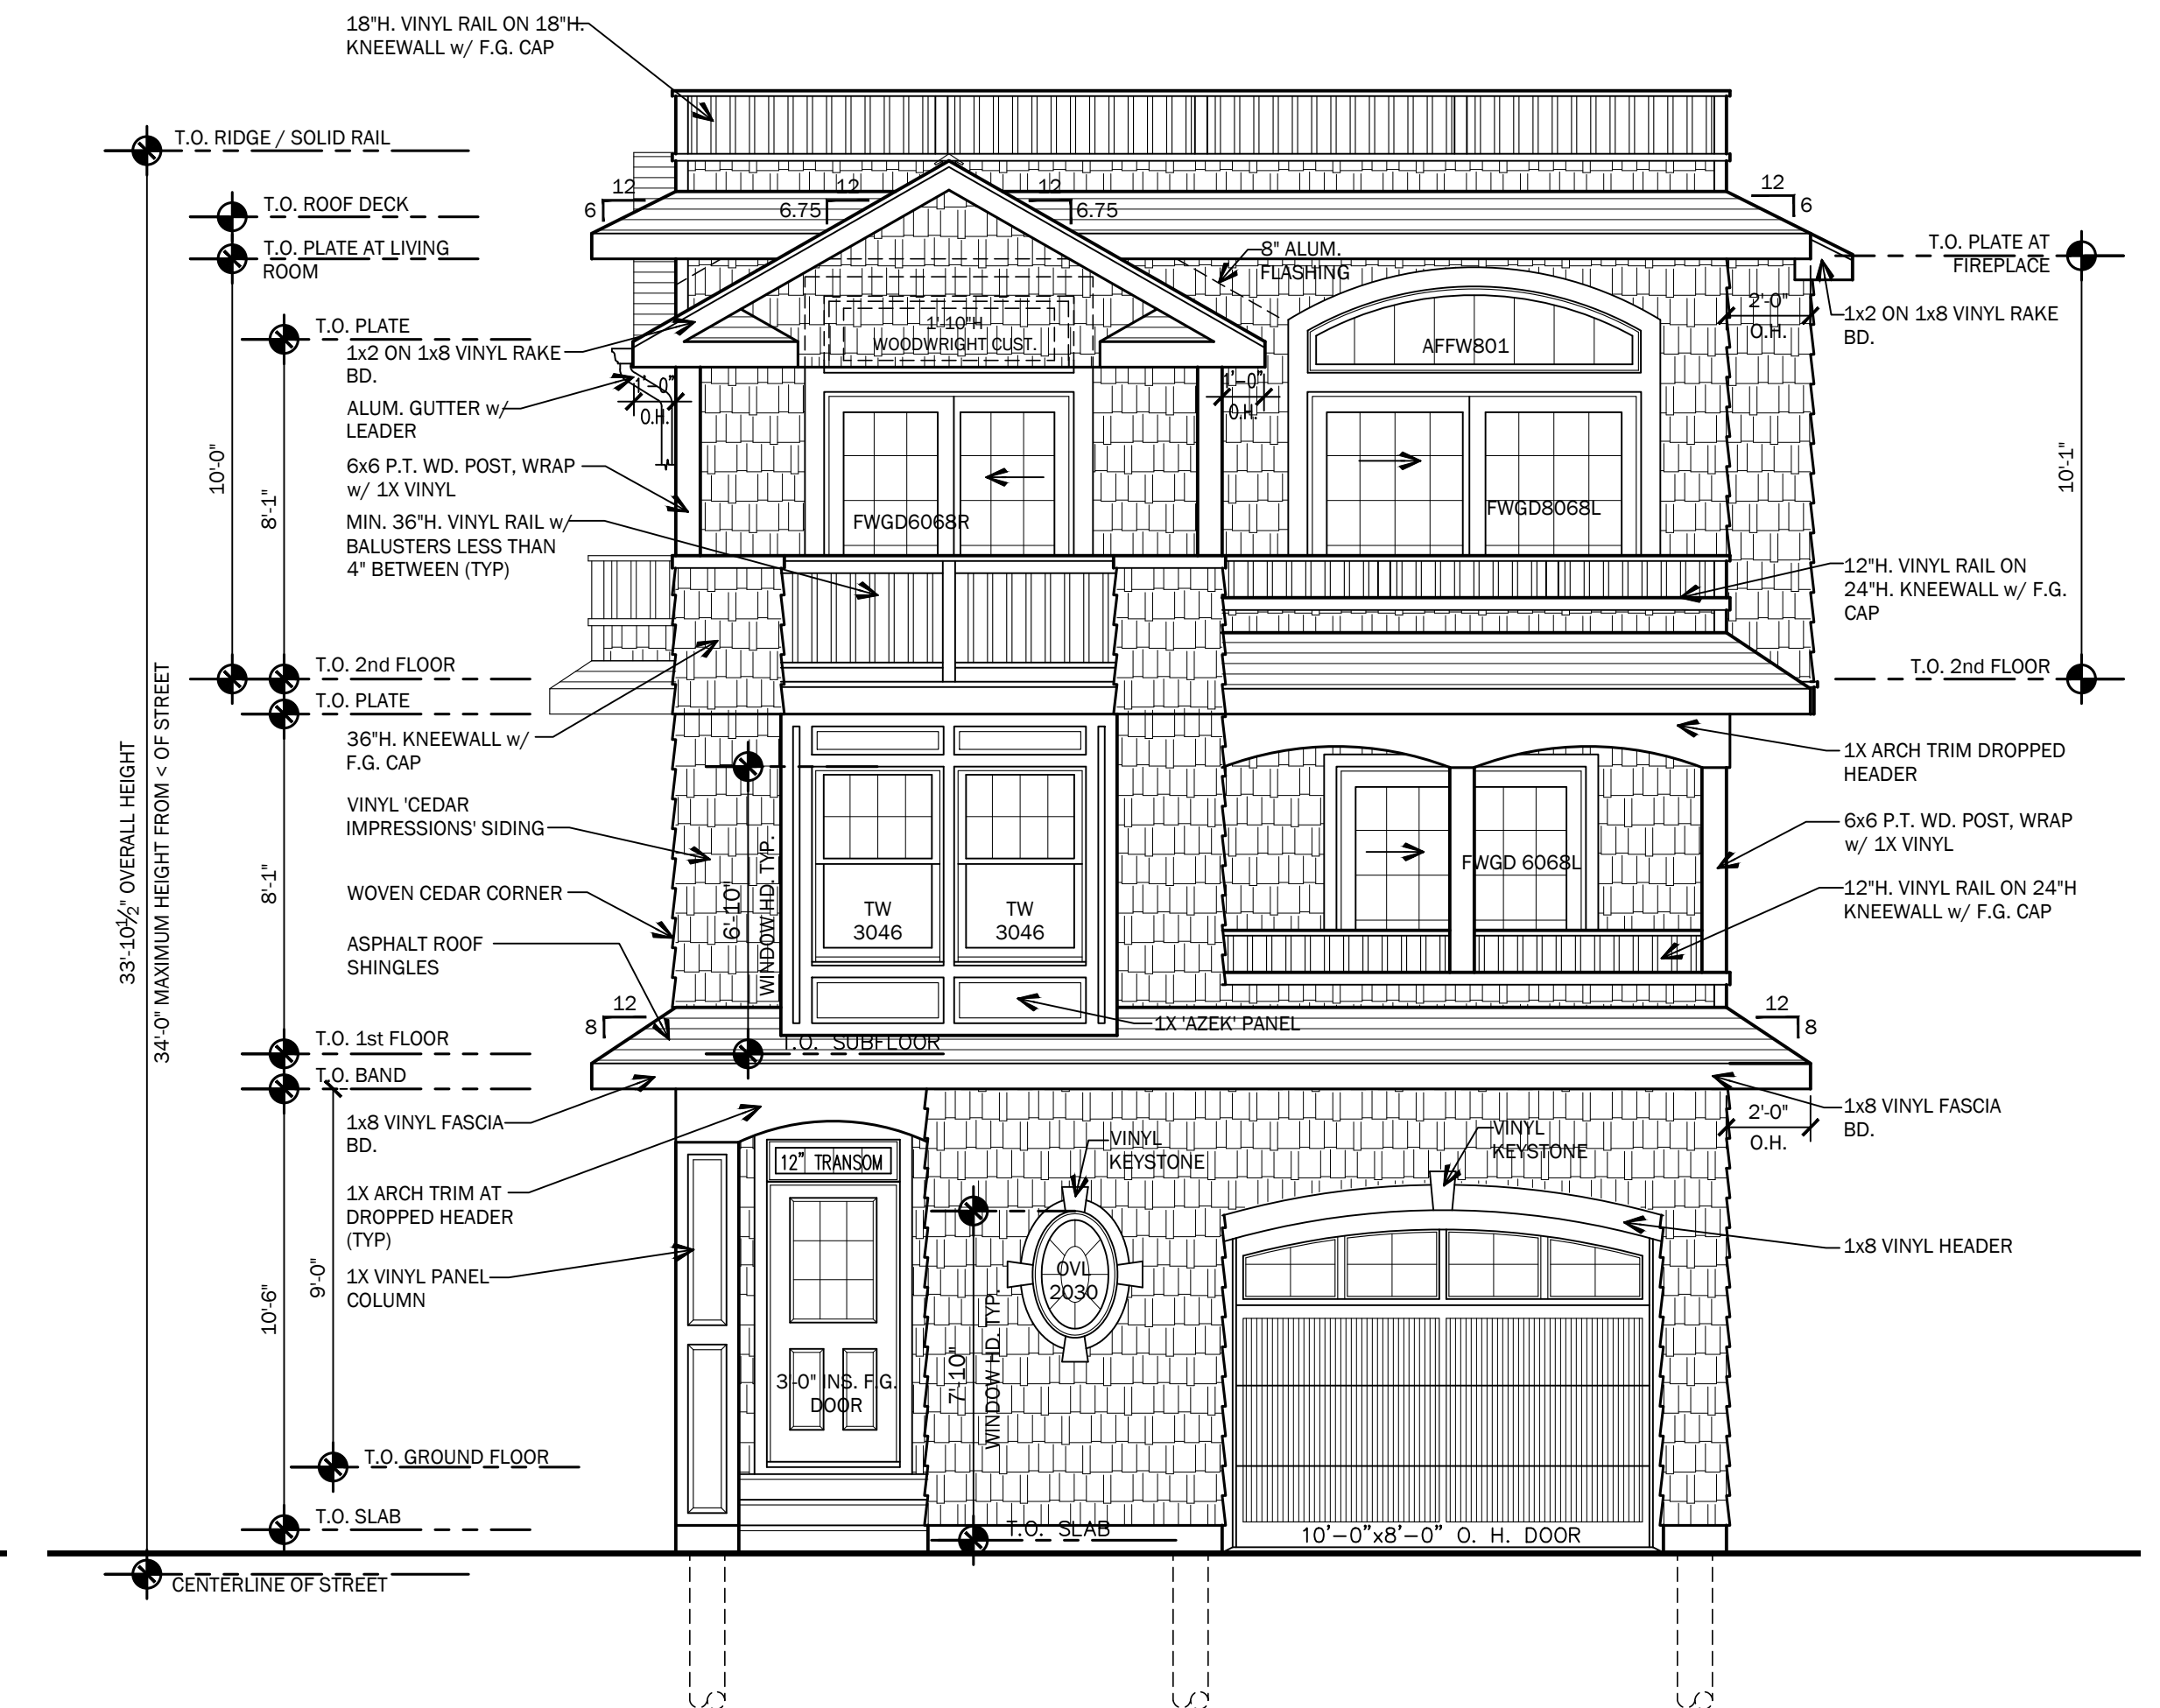 18"H. VINYL RAIL ON 18"H.
KNEEWALL w/ F.G. CAP
T.O. RIDGE / SOLID RAIL
T.O. ROOF DECK
T.O. PLATE AT LIVING
ROOM
T.O. PLATE
1x2 ON 1x8 VINYL RAKE
BD.
ALUM. GUTTER w/
LEADER
6x6 P.T. WD. POST, WRAP
w/ 1X VINYL
MIN. 36"H. VINYL RAIL w/
BALUSTERS LESS THAN
4" BETWEEN (TYP)
T.O. 2nd FLOOR
T.O. PLATE
36"H. KNEEWALL w/
F.G. CAP
VINYL 'CEDAR
IMPRESSIONS' SIDING
WOVEN CEDAR CORNER
ASPHALT ROOF
SHINGLES
T.O. 1st FLOOR
T.O. BAND
1x8 VINYL FASCIA
BD.
1X ARCH TRIM AT
DROPPED HEADER
(TYP)
1X VINYL PANEL
COLUMN
T.O. GROUND FLOOR
T.O. SLAB
CENTERLINE OF STREET
33'-10½" OVERALL HEIGHT
34'-0" MAXIMUM HEIGHT FROM < OF STREET
10'-0"
8'-1"
8'-1"
10'-6"
9'-0"
12
6
12
6.75
12
6.75
12
6
8" ALUM.
FLASHING
1'-10"H
WOODWRIGHT CUST.
AFFW801
1'-0"
O.H.
1'-0"
O.H.
2'-0"
O.H.
FWGD6068R
FWGD8068L
6'-10"
WINDOW HD. TYP.
TW
3046
TW
3046
FWGD 6068L
12
8
12
8
1X 'AZEK' PANEL
T.O. SUBFLOOR
12" TRANSOM
3'-0" INS. F.G.
DOOR
VINYL
KEYSTONE
VINYL
KEYSTONE
OVL
2030
7'-10"
WINDOW HD. TYP.
T.O. SLAB
10'-0"x8'-0" O. H. DOOR
2'-0"
O.H.
T.O. PLATE AT
FIREPLACE
1x2 ON 1x8 VINYL RAKE
BD.
10'-1"
12"H. VINYL RAIL ON
24"H. KNEEWALL w/ F.G.
CAP
T.O. 2nd FLOOR
1X ARCH TRIM DROPPED
HEADER
6x6 P.T. WD. POST, WRAP
w/ 1X VINYL
12"H. VINYL RAIL ON 24"H
KNEEWALL w/ F.G. CAP
1x8 VINYL FASCIA
BD.
1x8 VINYL HEADER